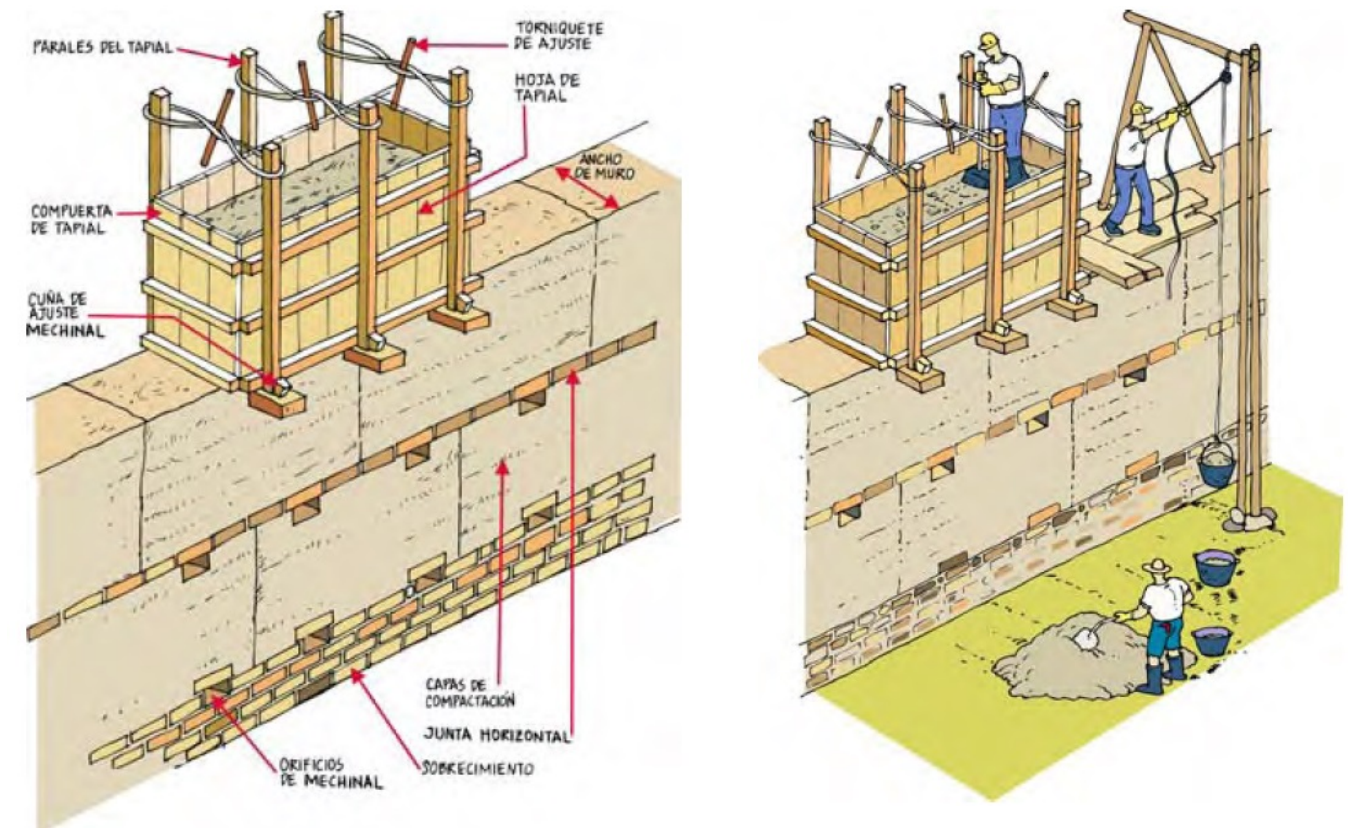 PARALES DEL TAPIAL
TORNIQUETE
DE AJUSTE
HOJA DE
TAPIAL
ANCHO
DE MURO
COMPUERTA
DE TAPIAL
CUÑA DE
AJUSTE
MECHINAL
CAPAS DE
COMPACTACIÓN
JUNTA HORIZONTAL
SOBRECIMIENTO
ORIFICIOS
DE MECHINAL